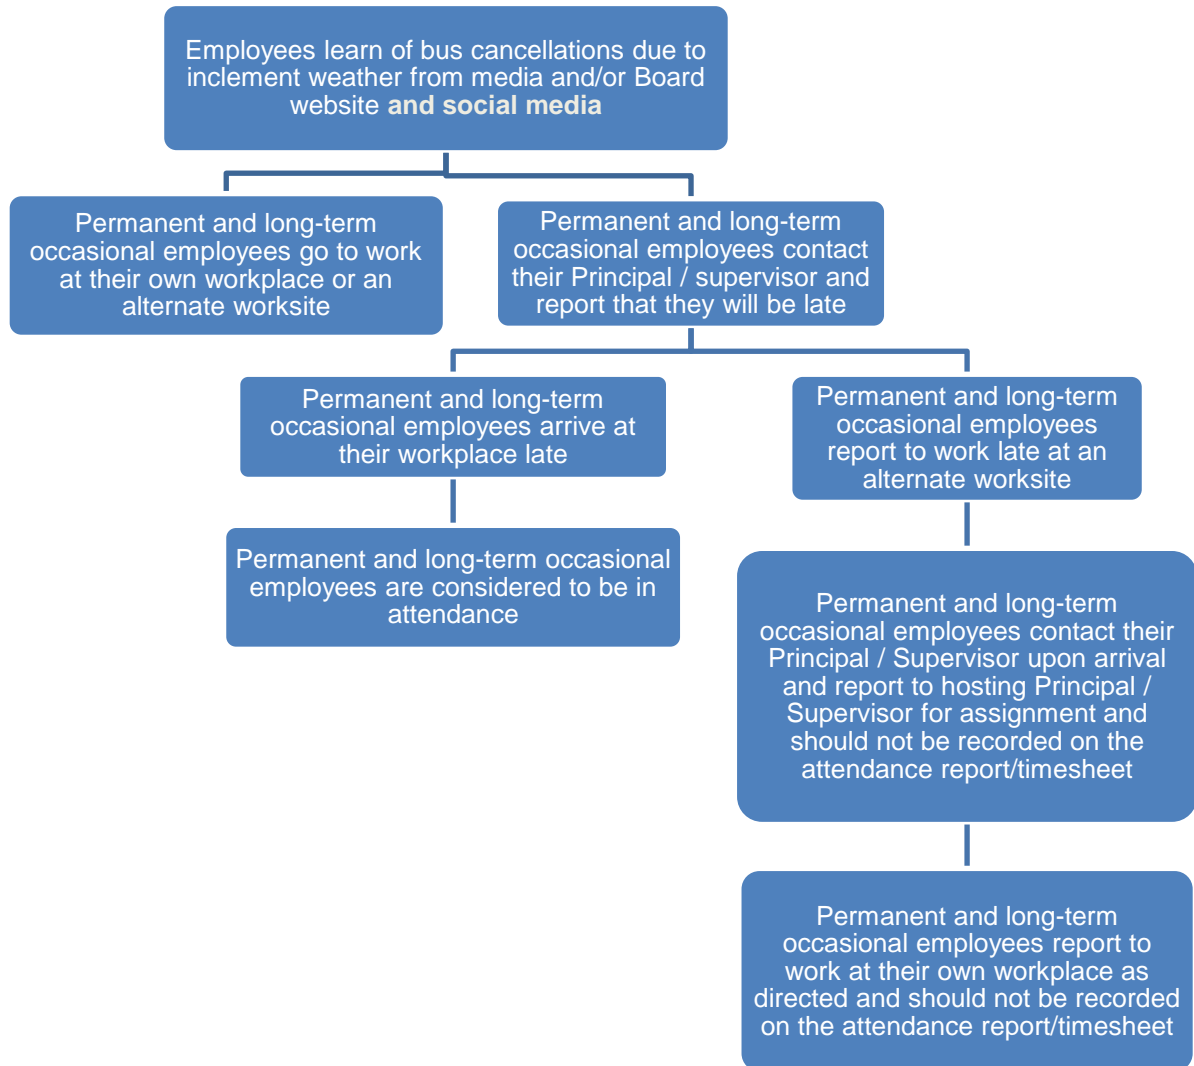 Employees learn of bus cancellations due to
inclement weather from media and/or Board
website and social media
Permanent and long-term
occasional employees go to work
at their own workplace or an
alternate worksite
Permanent and long-term
occasional employees contact
their Principal / supervisor and
report that they will be late
Permanent and long-term
occasional employees arrive at
their workplace late
Permanent and long-term
occasional employees
report to work late at an
alternate worksite
Permanent and long-term occasional
employees are considered to be in
attendance
Permanent and long-term
occasional employees contact their
Principal / Supervisor upon arrival
and report to hosting Principal /
Supervisor for assignment and
should not be recorded on the
attendance report/timesheet
Permanent and long-term
occasional employees report to
work at their own workplace as
directed and should not be recorded
on the attendance report/timesheet